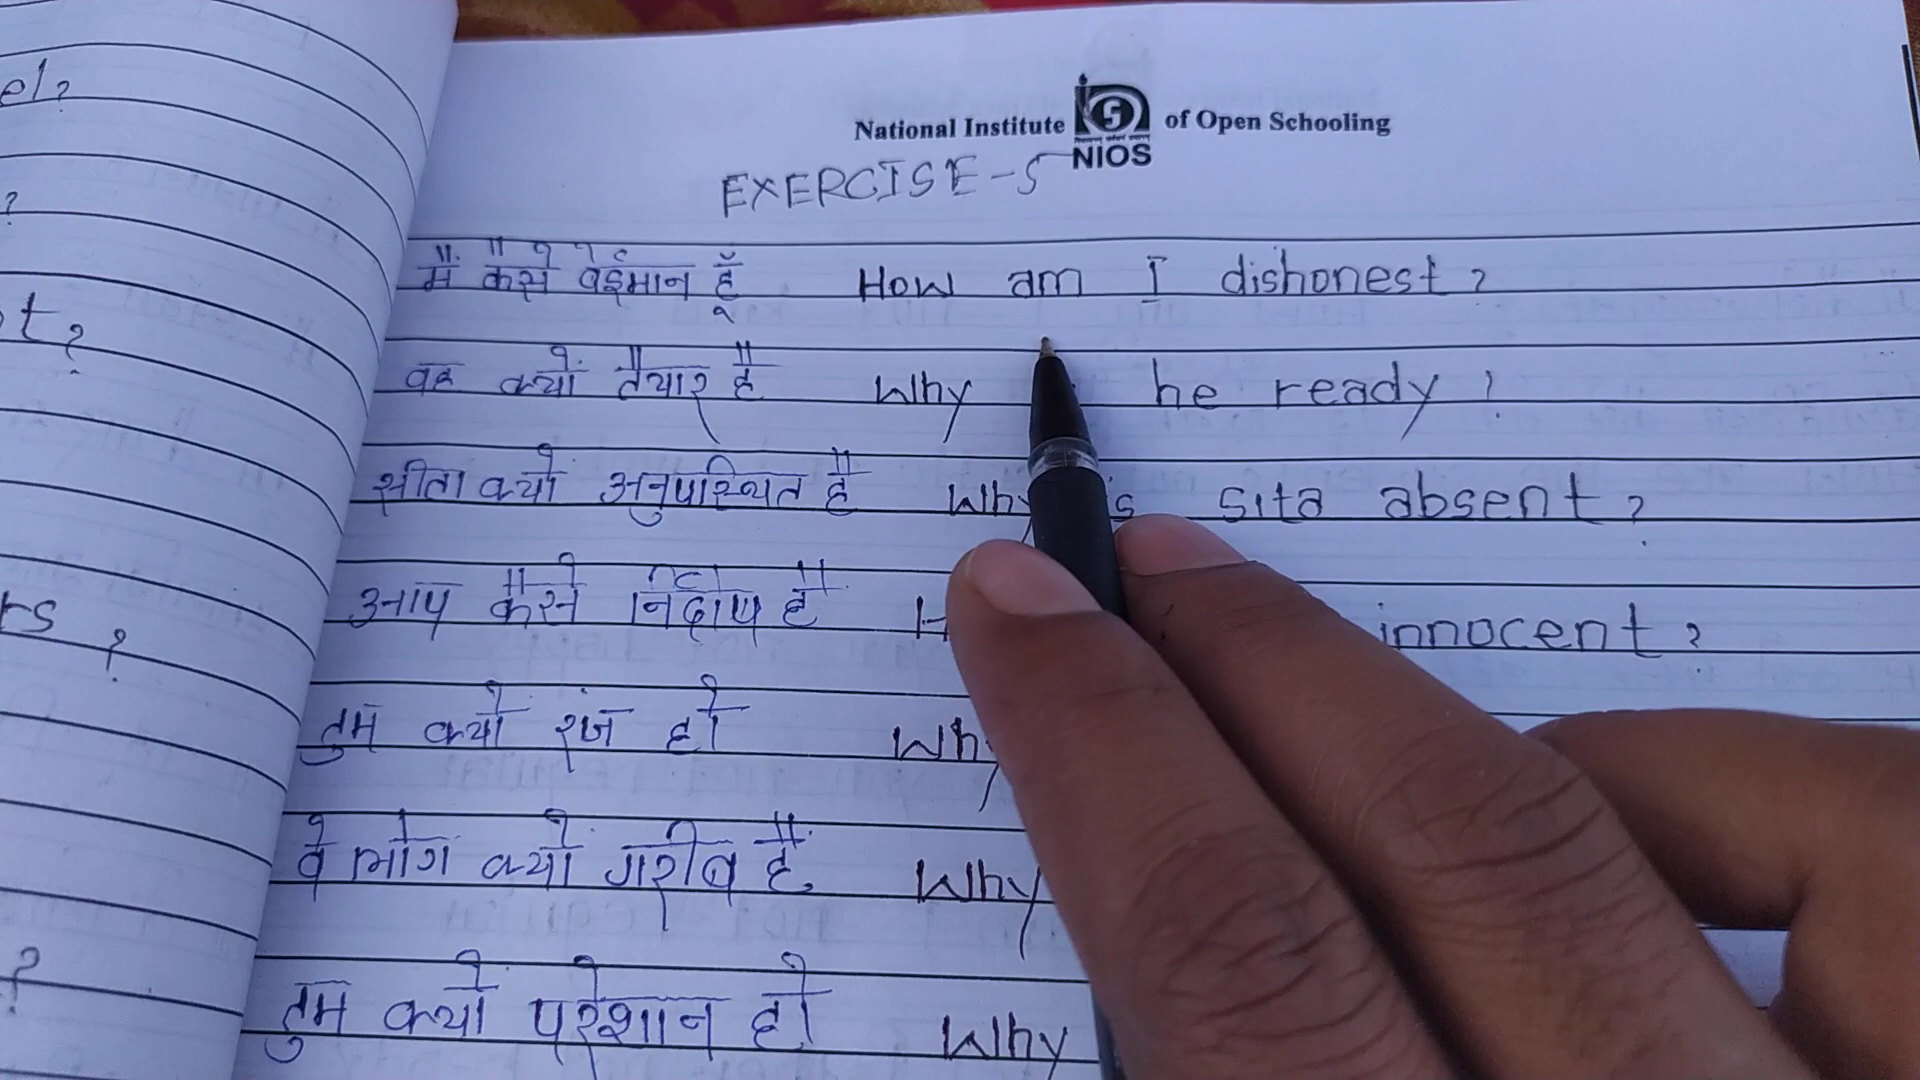 National Institute of Open Schooling
NIOS
EXERCISE-5
मैं कैसे बेईमान हूँ How am I dishonest?
वह क्यों तैयार है Why he ready?
सीता क्यों अनुपस्थित है Why is sita absent?
आप कैसे निर्दोष हैं innocent?
तुम क्यों रंज हो Why
वे लोग क्यों गरीब हैं Why
तुम क्यों परेशान हो Why